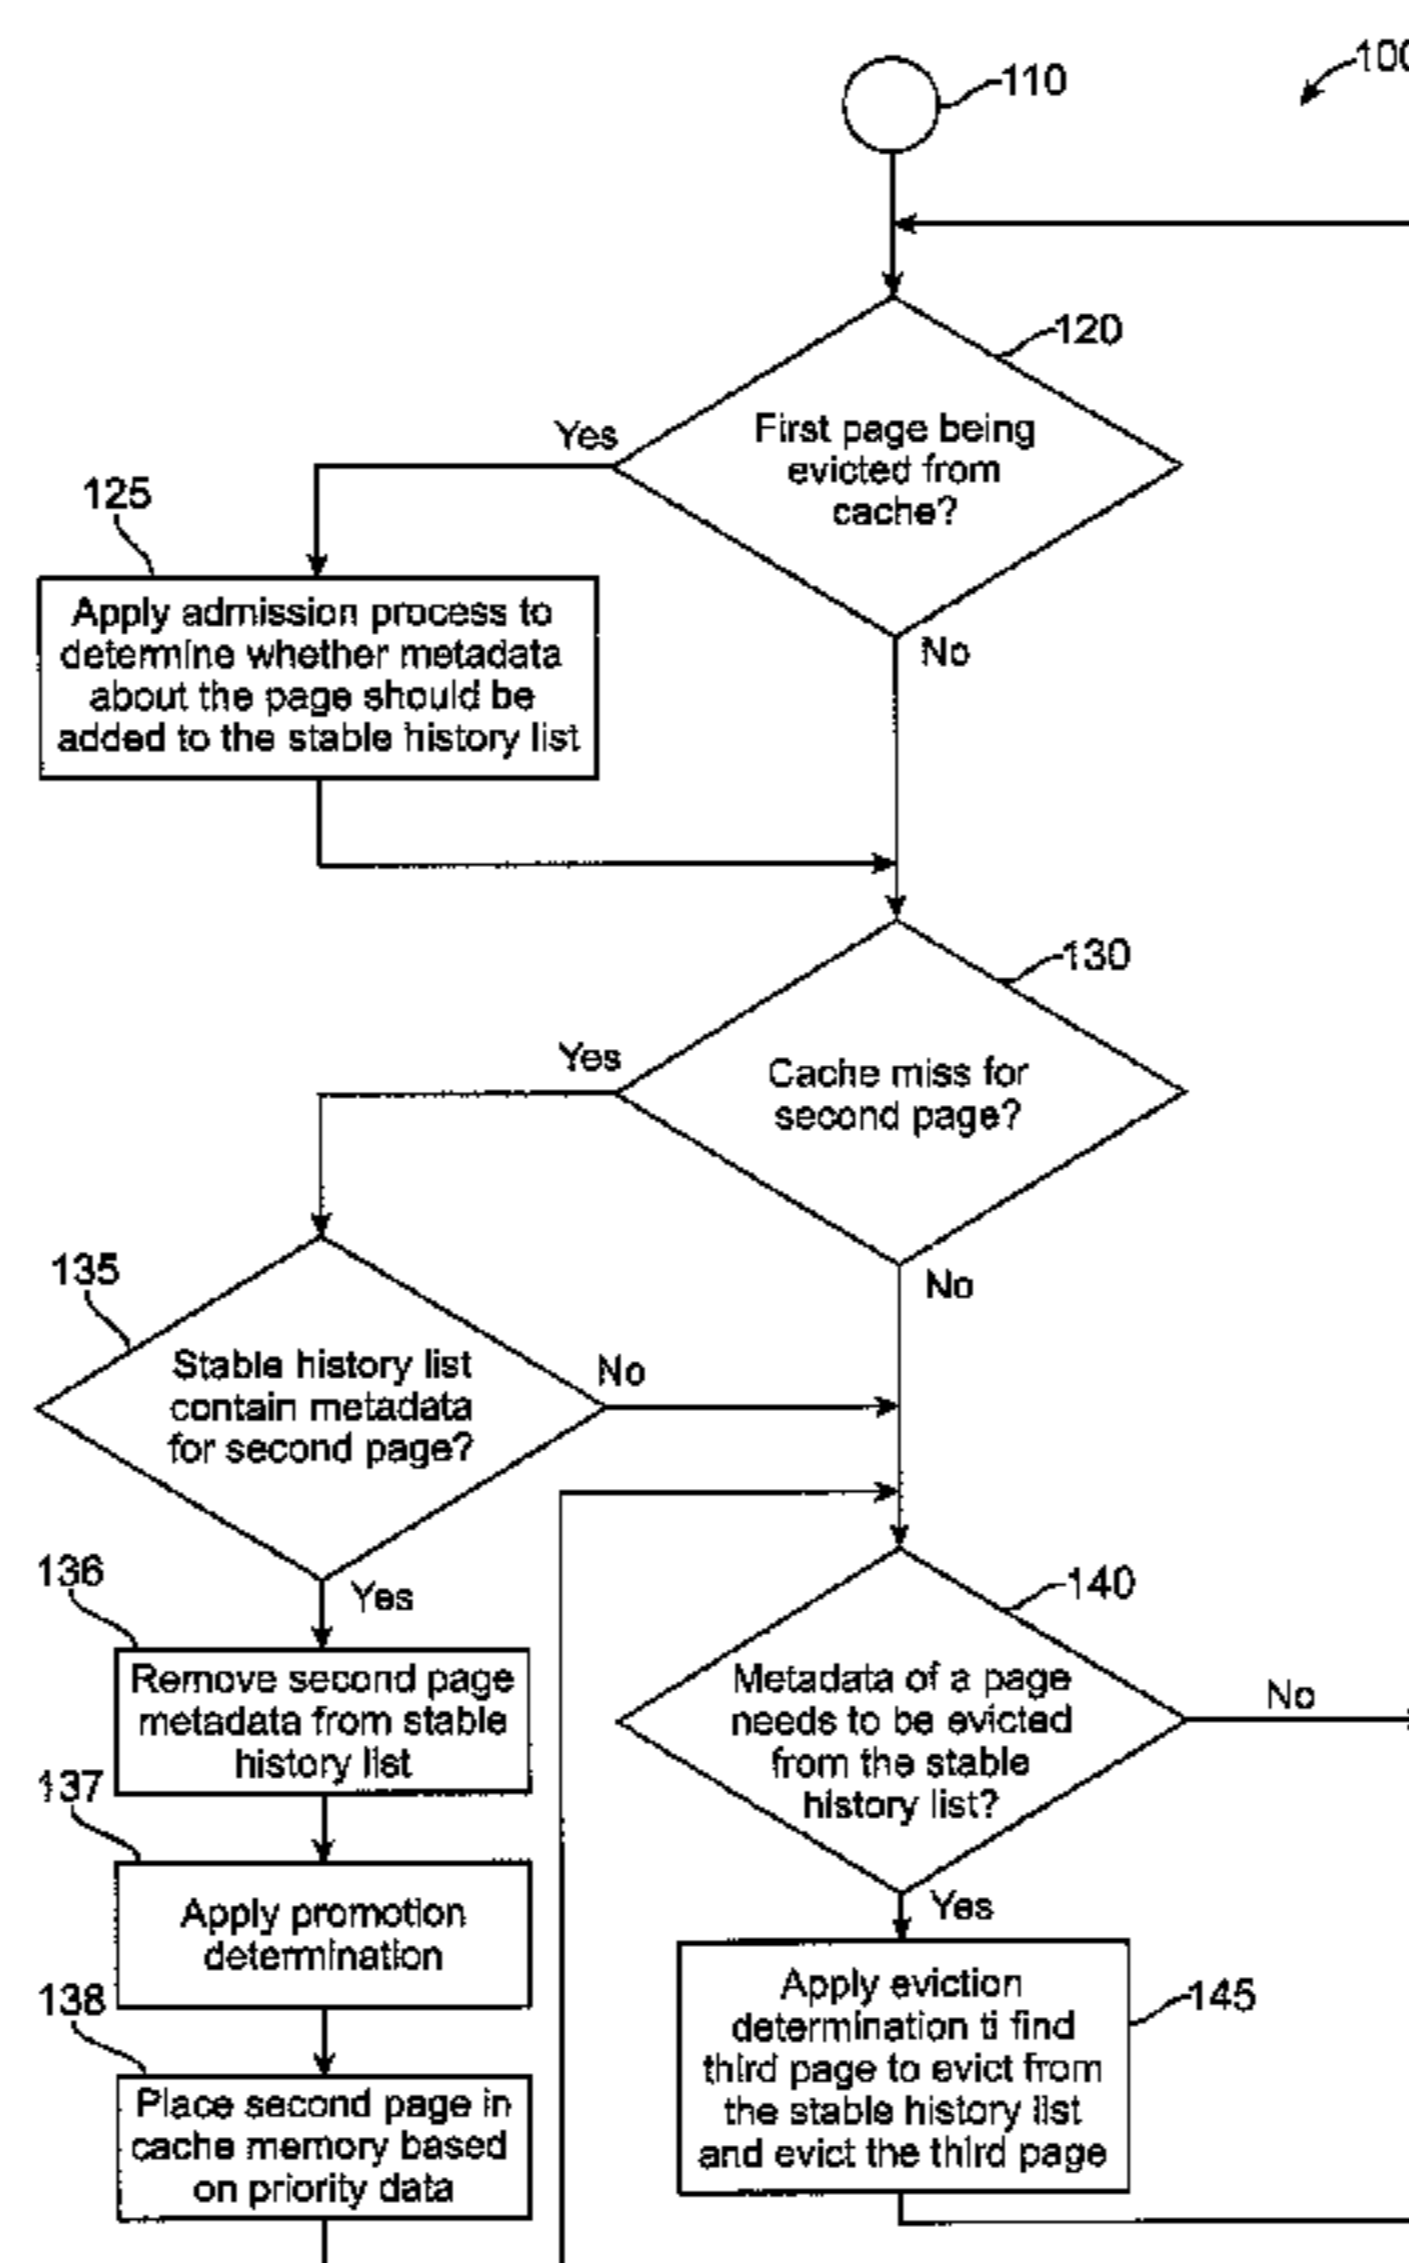 110
100
120
First page being
evicted from
cache?
Yes
No
125
Apply admission process to
determine whether metadata
about the page should be
added to the stable history list
130
Cache miss for
second page?
Yes
No
135
Stable history list
contain metadata
for second page?
No
Yes
136
Remove second page
metadata from stable
history list
137
Apply promotion
determination
138
Place second page in
cache memory based
on priority data
140
Metadata of a page
needs to be evicted
from the stable
history list?
No
Yes
145
Apply eviction
determination ti find
third page to evict from
the stable history list
and evict the third page